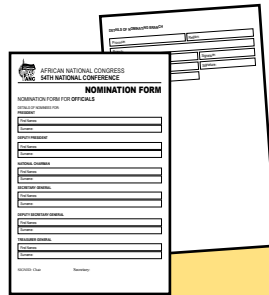 DETAILS OF NOMINATING BRANCH
Province:
Region:
Signature:
AFRICAN NATIONAL CONGRESS
54TH NATIONAL CONFERENCE
ANC
NOMINATION FORM
NOMINATION FORM FOR OFFICIALS
DETAILS OF NOMINEES FOR:
PRESIDENT
First Names:
Surname:
DEPUTY PRESIDENT
First Names:
Surname:
NATIONAL CHAIRMAN
First Names:
Surname:
SECRETARY GENERAL
First Names:
Surname:
DEPUTY SECRETARY GENERAL
First Names:
Surname:
TREASURER GENERAL
First Names:
Surname:
Secretary: